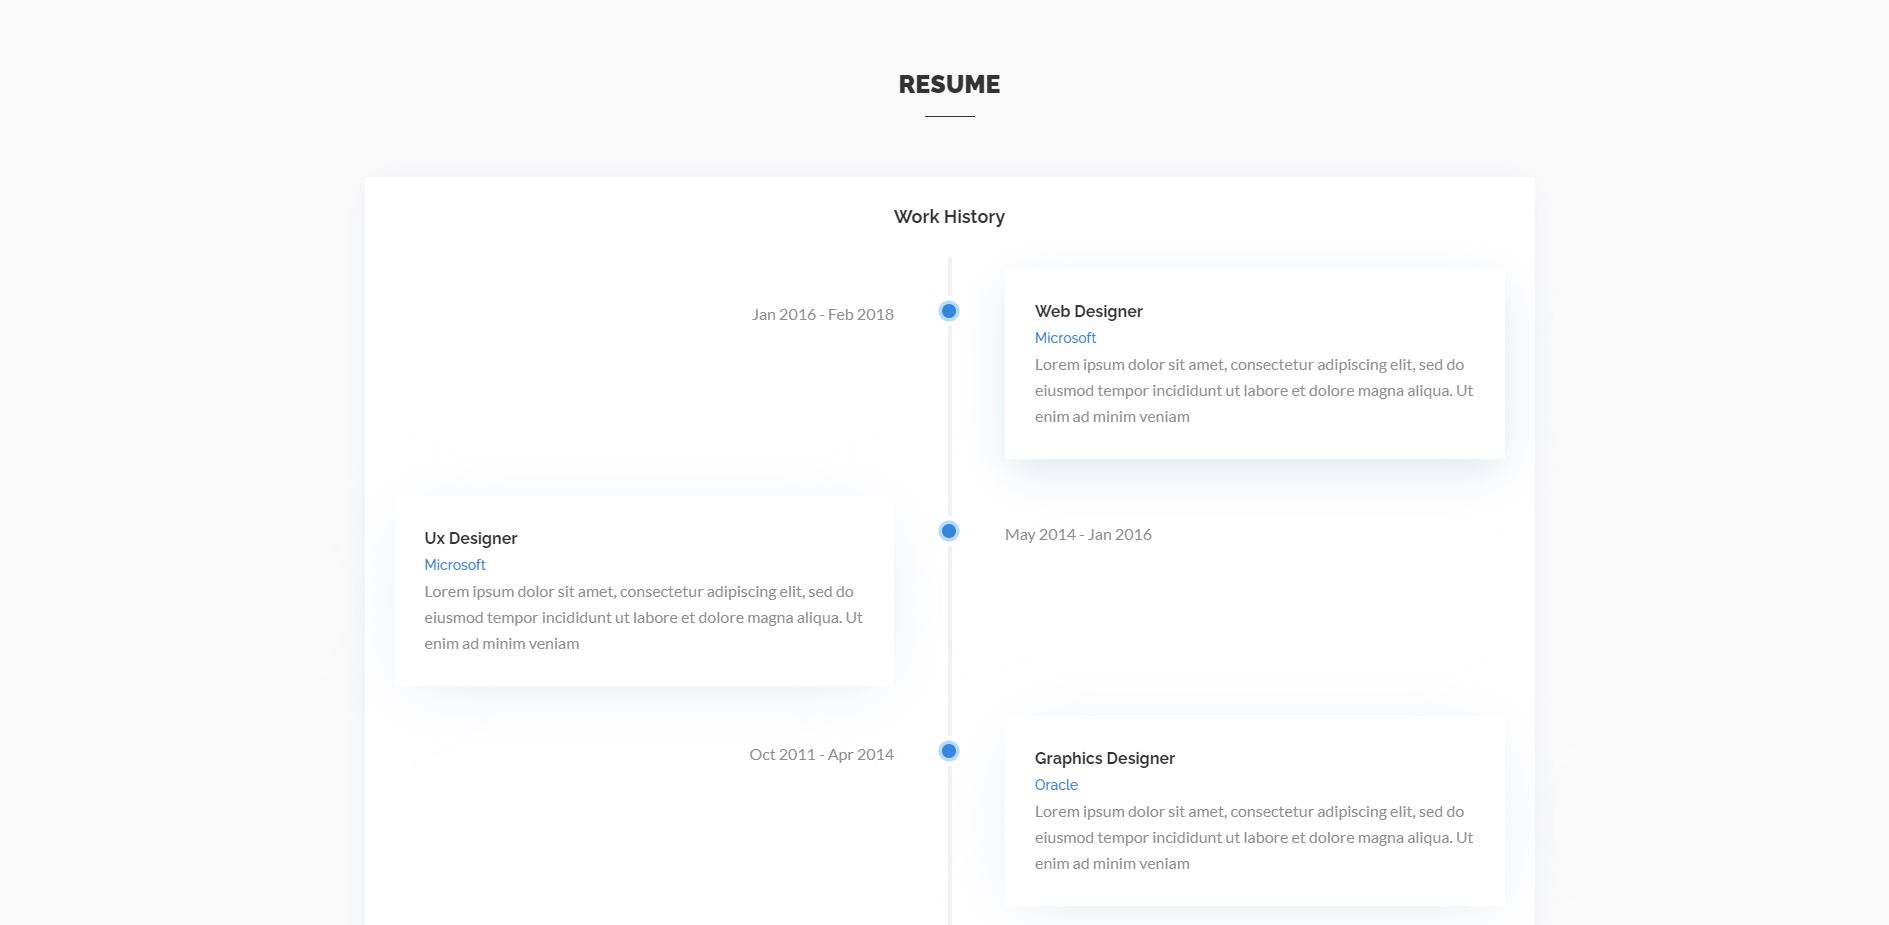 RESUME
Work History
Jan 2016 - Feb 2018
Web Designer
Microsoft
Lorem ipsum dolor sit amet, consectetur adipiscing elit, sed do
eiusmod tempor incididunt ut labore et dolore magna aliqua. Ut
enim ad minim veniam
Ux Designer
Microsoft
Lorem ipsum dolor sit amet, consectetur adipiscing elit, sed do
eiusmod tempor incididunt ut labore et dolore magna aliqua. Ut
enim ad minim veniam
May 2014 - Jan 2016
Oct 2011 - Apr 2014
Graphics Designer
Oracle
Lorem ipsum dolor sit amet, consectetur adipiscing elit, sed do
eiusmod tempor incididunt ut labore et dolore magna aliqua. Ut
enim ad minim veniam